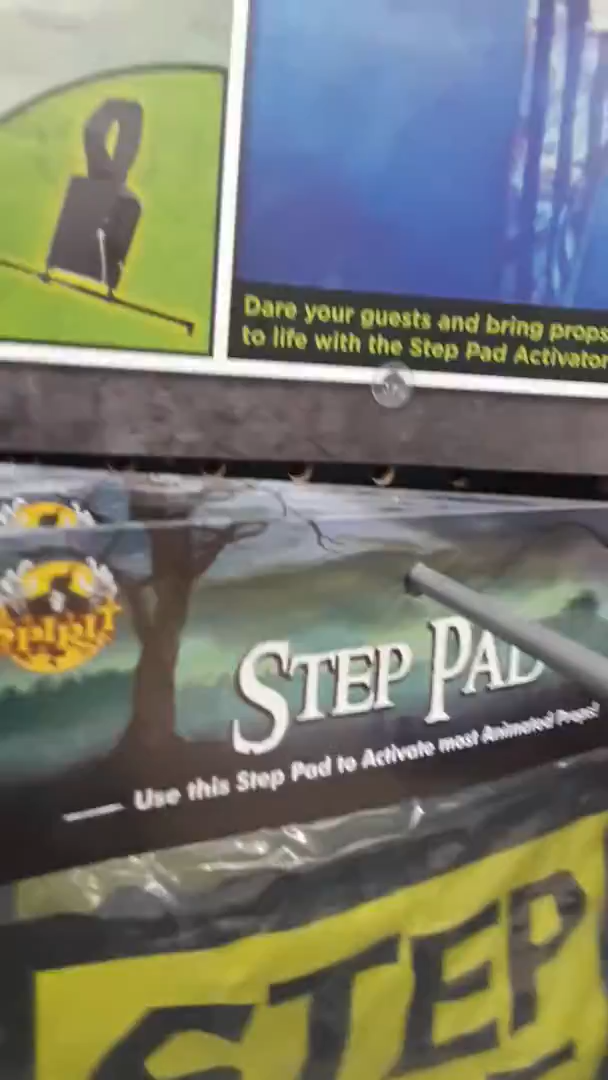 Dare your guests and bring props
to life with the Step Pad Activator
SPIRIT
STEP PAD
Use this Step Pad to Activate most Animated Props!
STEP